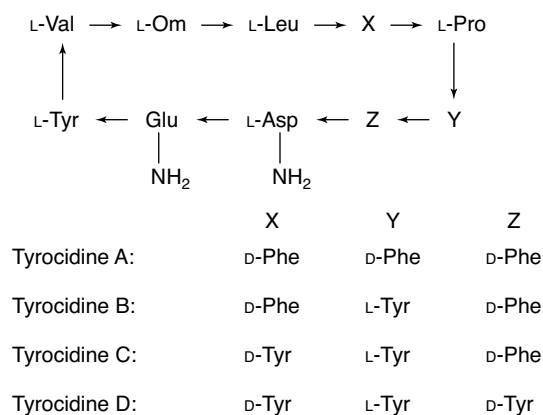 L-Val → L-Om → L-Leu → X → L-Pro
L-Tyr ← Glu ← L-Asp ← Z ← Y
NH2 NH2
X Y Z
Tyrocidine A: D-Phe D-Phe D-Phe
Tyrocidine B: D-Phe L-Tyr D-Phe
Tyrocidine C: D-Tyr L-Tyr D-Phe
Tyrocidine D: D-Tyr L-Tyr D-Tyr